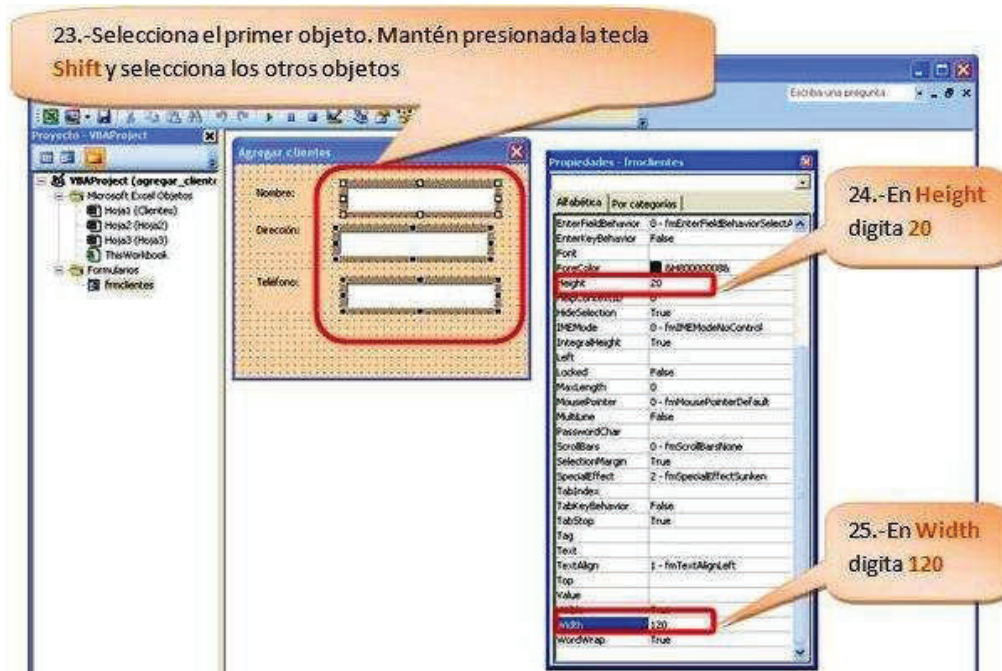 23.-Selecciona el primer objeto. Mantén presionada la tecla
Shift y selecciona los otros objetos
Escriba una pregunta
Proyecto - VBAProject
VBAProject (agregar_cliente
Microsoft Excel Objetos
Hoja1 (Clientes)
Hoja2 (Hoja2)
Hoja3 (Hoja3)
ThisWorkbook
Formularios
frmclientes
Agregar clientes
Nombre:
Dirección:
Teléfono:
Propiedades - frmclientes
Alfabética Por categorías
EnterFieldBehavior 0 - fmEnterFieldBehaviorSelectA
EnterKeyBehavior False
Font
ForeColor &H80000008&
Height 20
HelpContextID 0
HideSelection True
IMEMode 0 - fmIMEModeNoControl
IntegralHeight True
Left
Locked False
MaxLength 0
MousePointer 0 - fmMousePointerDefault
MultiLine False
PasswordChar
ScrollBars 0 - fmScrollBarsNone
SelectionMargin True
SpecialEffect 2 - fmSpecialEffectSunken
TabIndex
TabKeyBehavior False
TabStop True
Tag
Text
TextAlign 1 - fmTextAlignLeft
Top
Value
Visible True
Width 120
WordWrap True
24.-En Height
digita 20
25.-En Width
digita 120